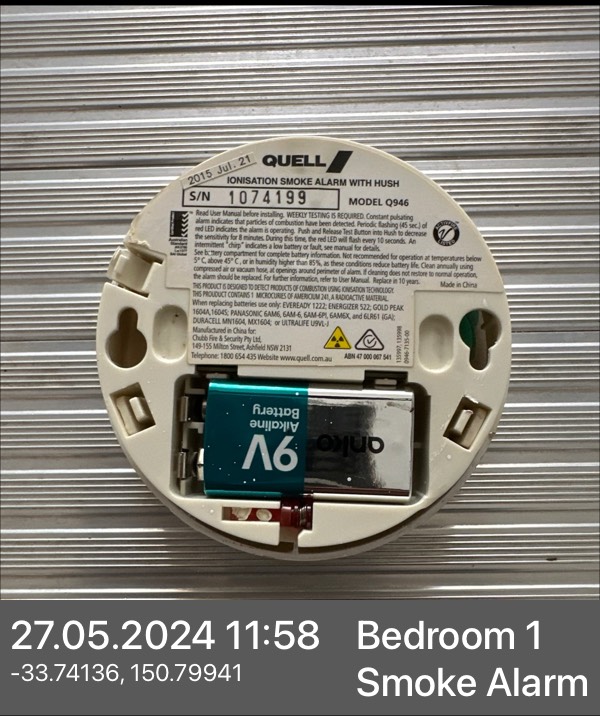 2015 Jul. 21
QUELL
IONISATION SMOKE ALARM WITH HUSH
S/N 1074199
MODEL Q946
Read User Manual before installing. WEEKLY TESTING IS REQUIRED. Constant pulsating
alarm indicates that particles of combustion have been detected. Periodic flashing (45 sec.) of
red LED indicates the alarm is operating. Push and Release Test Button into Hush to decrease
the sensitivity for 8 minutes. During this time, the red LED will flash every 10 seconds. An
intermittent "chirp" indicates a low battery or fault, see manual for details.
See battery compartment for complete battery information. Not recommended for operation at temperatures below
5° C, above 45° C, or in humidity higher than 85%, as these conditions reduce battery life. Clean annually using
compressed air or vacuum hose, at openings around perimeter of alarm. If cleaning does not restore normal operation,
the alarm should be replaced. For further information, refer to User Manual. Replace in 10 years.
Made in China
THIS PRODUCT IS DESIGNED TO DETECT PRODUCTS OF COMBUSTION USING IONISATION TECHNOLOGY.
THIS PRODUCT CONTAINS 1 MICROCURIES OF AMERICIUM 241, A RADIOACTIVE MATERIAL.
When replacing batteries use only: EVEREADY 1222; ENERGIZER 522; GOLD PEAK
1604A, 1604S; PANASONIC 6AM6, 6AM-6, 6AM-6PI, 6AM6X, and 6LR61 (GA);
DURACELL MN1604, MX1604; or ULTRALIFE U9VL-J
Manufactured in China for:
Chubb Fire & Security Pty Ltd,
149-155 Milton Street, Ashfield NSW 2131
Telephone: 1800 654 435 Website www.quell.com.au
ABN 47 000 067 541
0946-7135-00
9V
Alkaline
Battery
anko
27.05.2024 11:58
-33.74136, 150.79941
Bedroom 1
Smoke Alarm